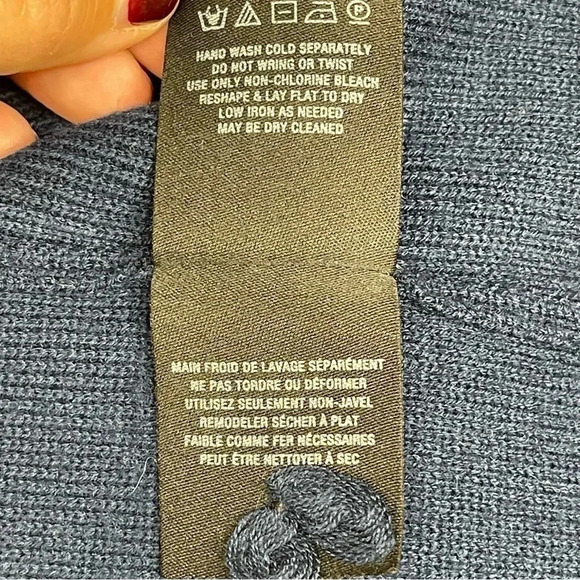 HAND WASH COLD SEPARATELY
DO NOT WRING OR TWIST
USE ONLY NON-CHLORINE BLEACH
RESHAPE & LAY FLAT TO DRY
LOW IRON AS NEEDED
MAY BE DRY CLEANED
MAIN FROID DE LAVAGE SÉPARÉMENT
NE PAS TORDRE OU DÉFORMER
UTILISEZ SEULEMENT NON-JAVEL
REMODELER SÉCHER À PLAT
FAIBLE COMME FER NÉCESSAIRES
PEUT ÊTRE NETTOYER À SEC